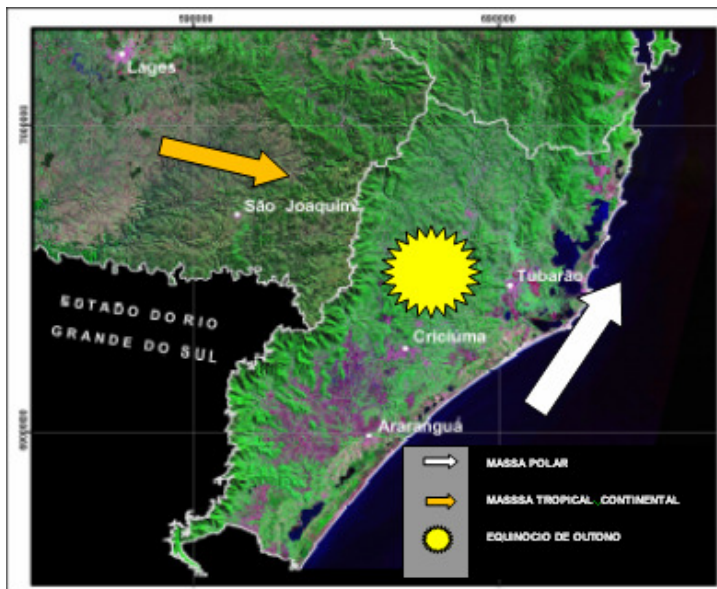 Lages
São Joaquim
Tubarão
ESTADO DO RIO
GRANDE DO SUL
Criciúma
Araranguá
MASSA POLAR
MASSSA TROPICAL CONTINENTAL
EQUINOCIO DE OUTONO